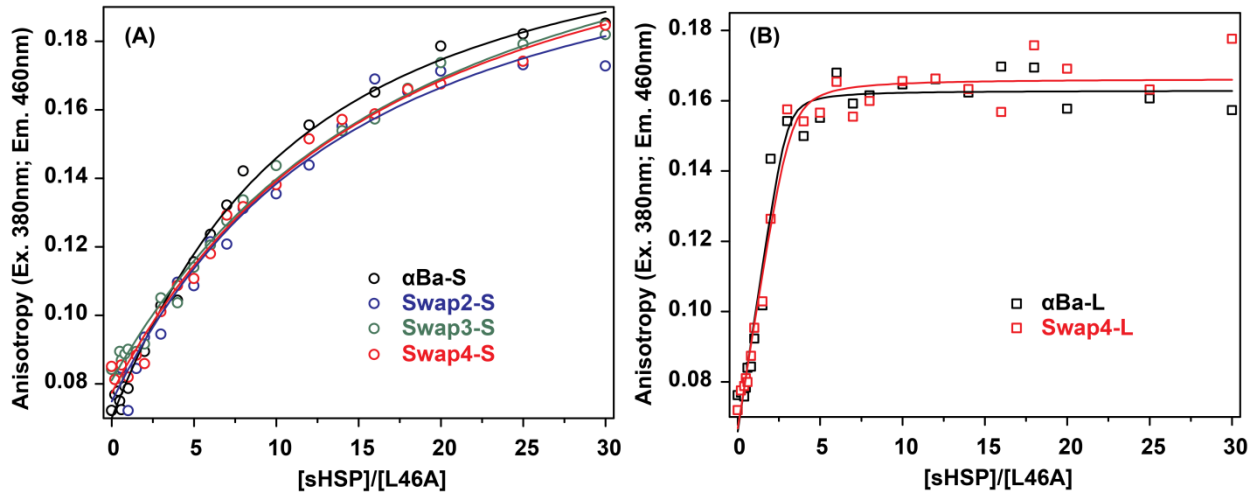 (A)
Anisotropy (Ex. 380nm; Em. 460nm)
0.18
0.16
0.14
0.12
0.10
0.08
αBa-S
Swap2-S
Swap3-S
Swap4-S
0 5 10 15 20 25 30
[sHSP]/[L46A]
(B)
Anisotropy (Ex. 380nm; Em. 460nm)
0.18
0.16
0.14
0.12
0.10
0.08
αBa-L
Swap4-L
0 5 10 15 20 25 30
[sHSP]/[L46A]